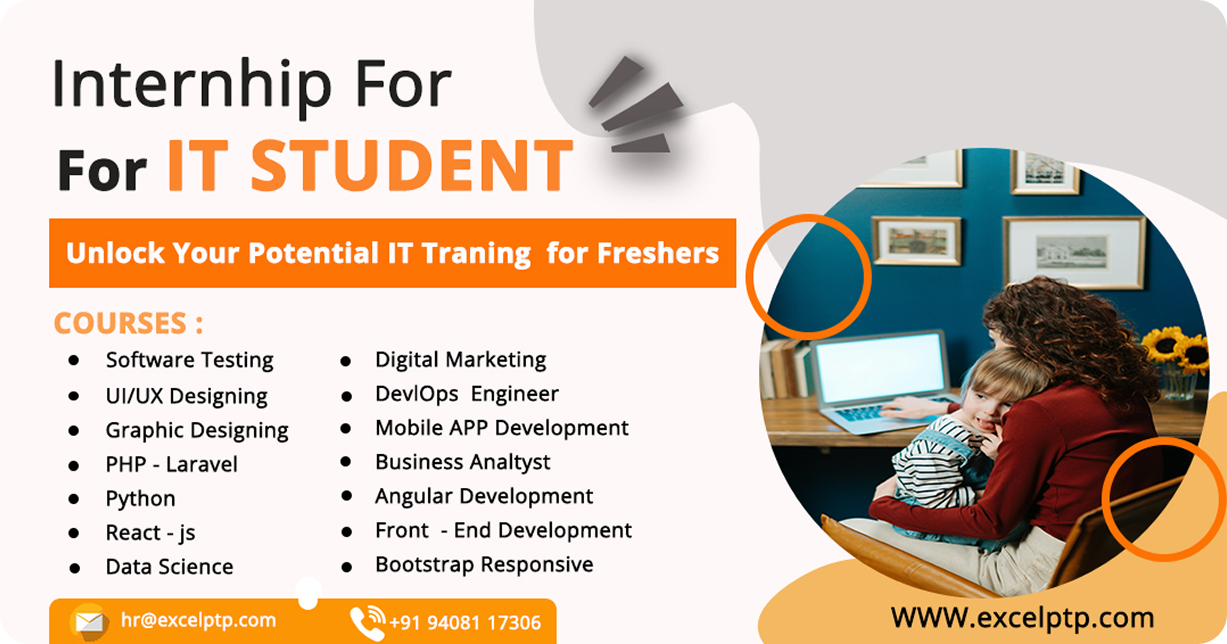 Internhip For
For IT STUDENT
Unlock Your Potential IT Traning for Freshers
COURSES :
Software Testing
UI/UX Designing
Graphic Designing
PHP - Laravel
Python
React - js
Data Science
Digital Marketing
DevlOps Engineer
Mobile APP Development
Business Analtyst
Angular Development
Front - End Development
Bootstrap Responsive
hr@excelptp.com
+91 94081 17306
WWW.excelptp.com